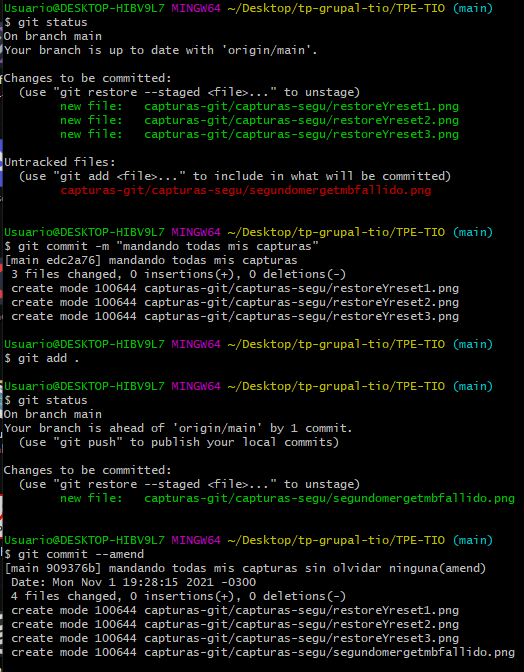 Usuario@DESKTOP-HIBV9L7 MINGW64 ~/Desktop/tp-grupal-tio/TPE-TIO (main)
$ git status
On branch main
Your branch is up to date with 'origin/main'.
Changes to be committed:
  (use "git restore --staged <file>..." to unstage)
        new file:   capturas-git/capturas-segu/restoreYreset1.png
        new file:   capturas-git/capturas-segu/restoreYreset2.png
        new file:   capturas-git/capturas-segu/restoreYreset3.png
Untracked files:
  (use "git add <file>..." to include in what will be committed)
        capturas-git/capturas-segu/segundomergetmbfallido.png
Usuario@DESKTOP-HIBV9L7 MINGW64 ~/Desktop/tp-grupal-tio/TPE-TIO (main)
$ git commit -m "mandando todas mis capturas"
[main edc2a76] mandando todas mis capturas
 3 files changed, 0 insertions(+), 0 deletions(-)
 create mode 100644 capturas-git/capturas-segu/restoreYreset1.png
 create mode 100644 capturas-git/capturas-segu/restoreYreset2.png
 create mode 100644 capturas-git/capturas-segu/restoreYreset3.png
Usuario@DESKTOP-HIBV9L7 MINGW64 ~/Desktop/tp-grupal-tio/TPE-TIO (main)
$ git add .
Usuario@DESKTOP-HIBV9L7 MINGW64 ~/Desktop/tp-grupal-tio/TPE-TIO (main)
$ git status
On branch main
Your branch is ahead of 'origin/main' by 1 commit.
  (use "git push" to publish your local commits)
Changes to be committed:
  (use "git restore --staged <file>..." to unstage)
        new file:   capturas-git/capturas-segu/segundomergetmbfallido.png
Usuario@DESKTOP-HIBV9L7 MINGW64 ~/Desktop/tp-grupal-tio/TPE-TIO (main)
$ git commit --amend
[main 909376b] mandando todas mis capturas sin olvidar ninguna(amend)
 Date: Mon Nov 1 19:28:15 2021 -0300
 4 files changed, 0 insertions(+), 0 deletions(-)
 create mode 100644 capturas-git/capturas-segu/restoreYreset1.png
 create mode 100644 capturas-git/capturas-segu/restoreYreset2.png
 create mode 100644 capturas-git/capturas-segu/restoreYreset3.png
 create mode 100644 capturas-git/capturas-segu/segundomergetmbfallido.png